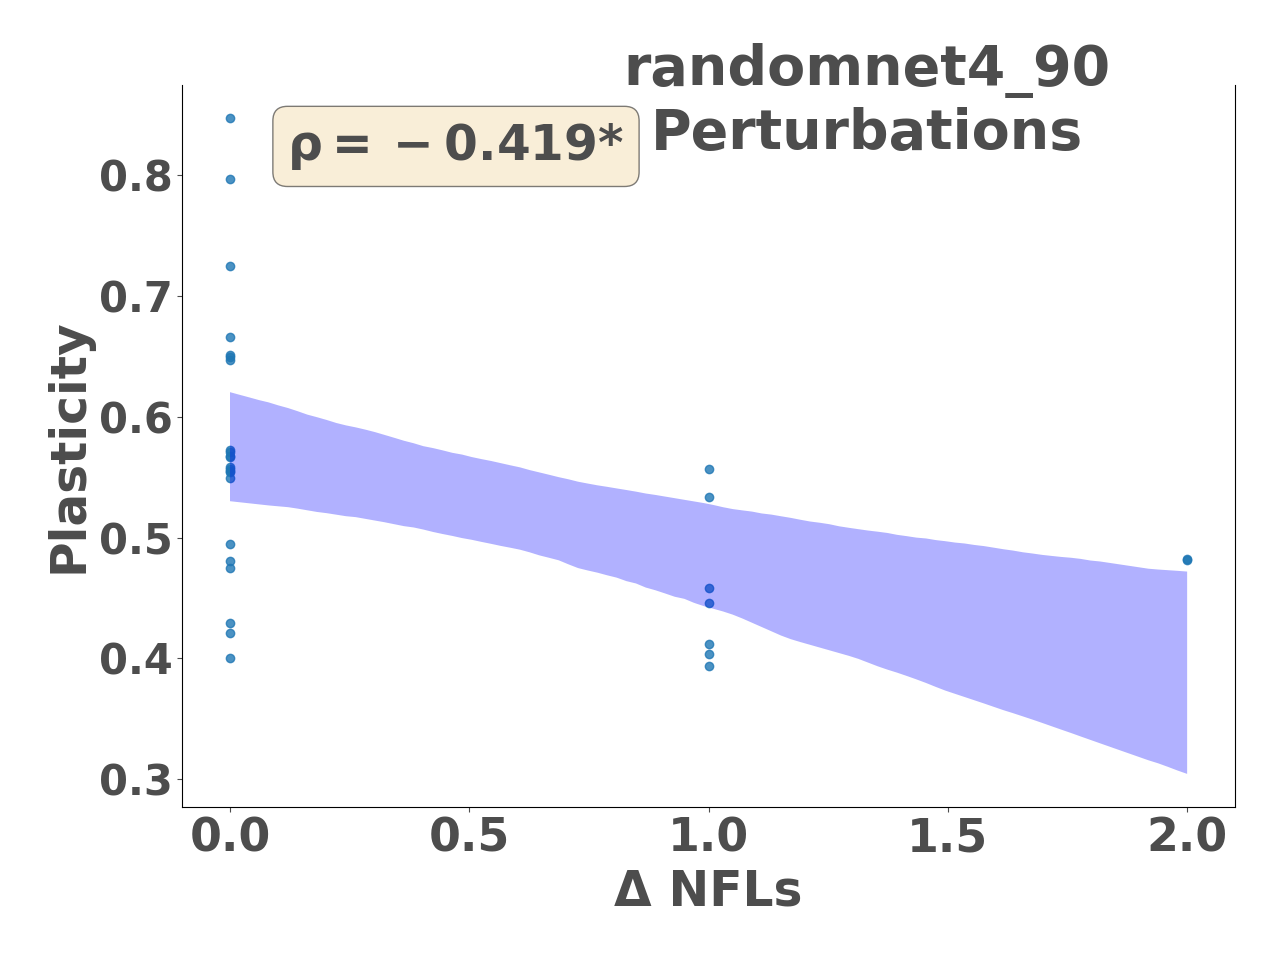 randomnet4_90
Perturbations
ρ = − 0.419*
Plasticity
0.8
0.7
0.6
0.5
0.4
0.3
0.0 0.5 1.0 1.5 2.0
Δ NFLs